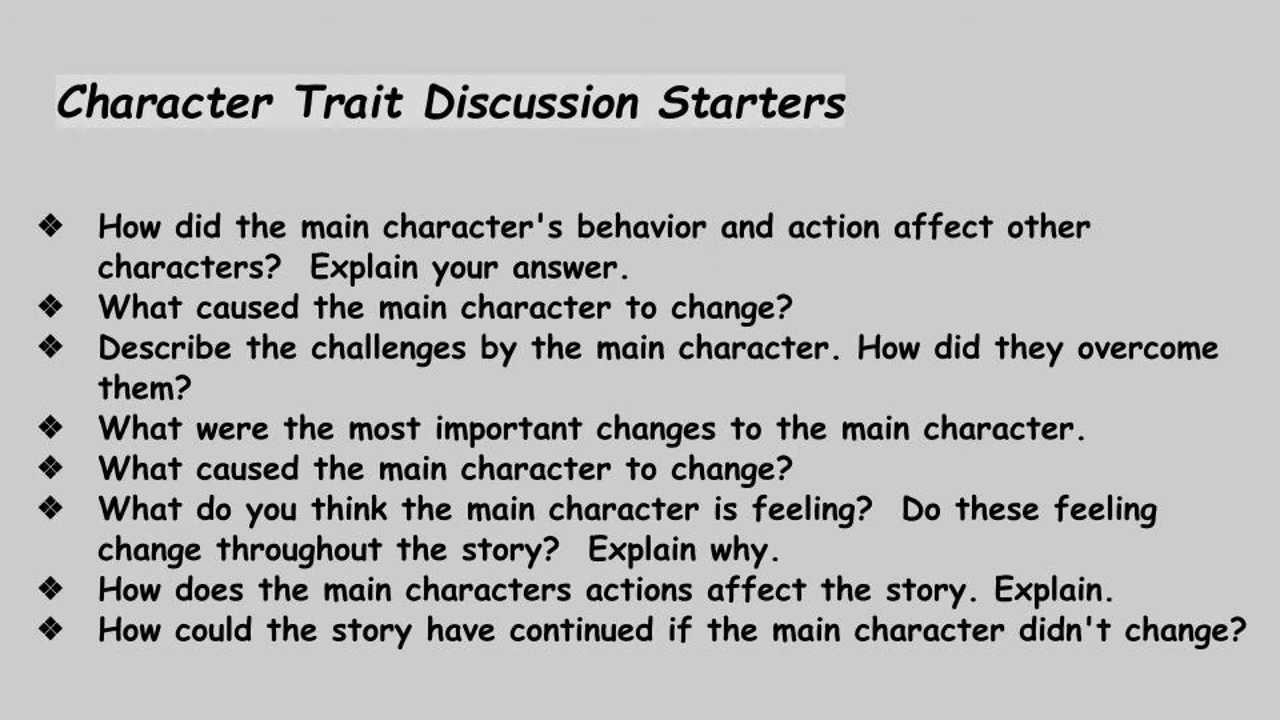 Character Trait Discussion Starters
❖ How did the main character's behavior and action affect other
characters?  Explain your answer.
❖ What caused the main character to change?
❖ Describe the challenges by the main character. How did they overcome
them?
❖ What were the most important changes to the main character.
❖ What caused the main character to change?
❖ What do you think the main character is feeling?  Do these feeling
change throughout the story?  Explain why.
❖ How does the main characters actions affect the story. Explain.
❖ How could the story have continued if the main character didn't change?